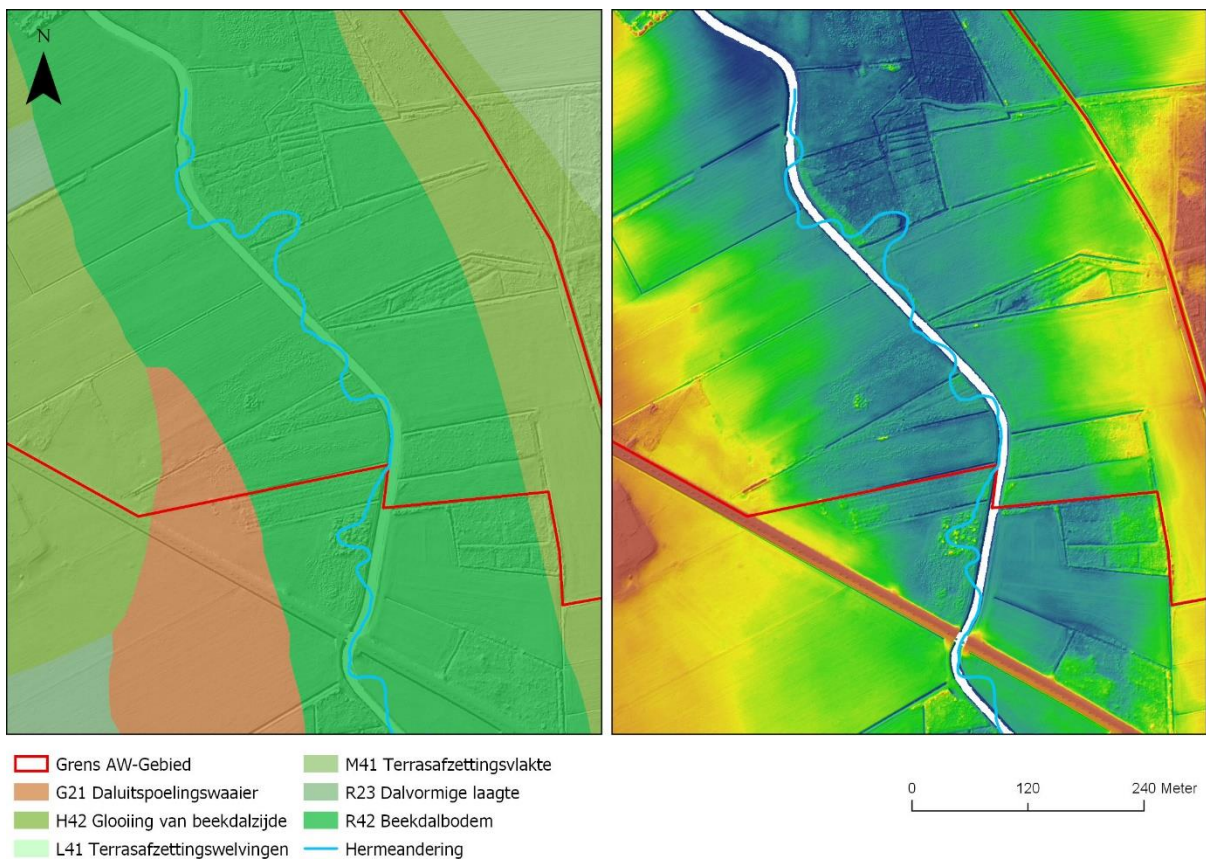 N
Grens AW-Gebied
G21 Daluitspoelingswaaier
H42 Glooiing van beekdalzijde
L41 Terrasafzettingswelvingen
M41 Terrasafzettingsvlakte
R23 Dalvormige laagte
R42 Beekdalbodem
Hermeandering
0 120 240 Meter